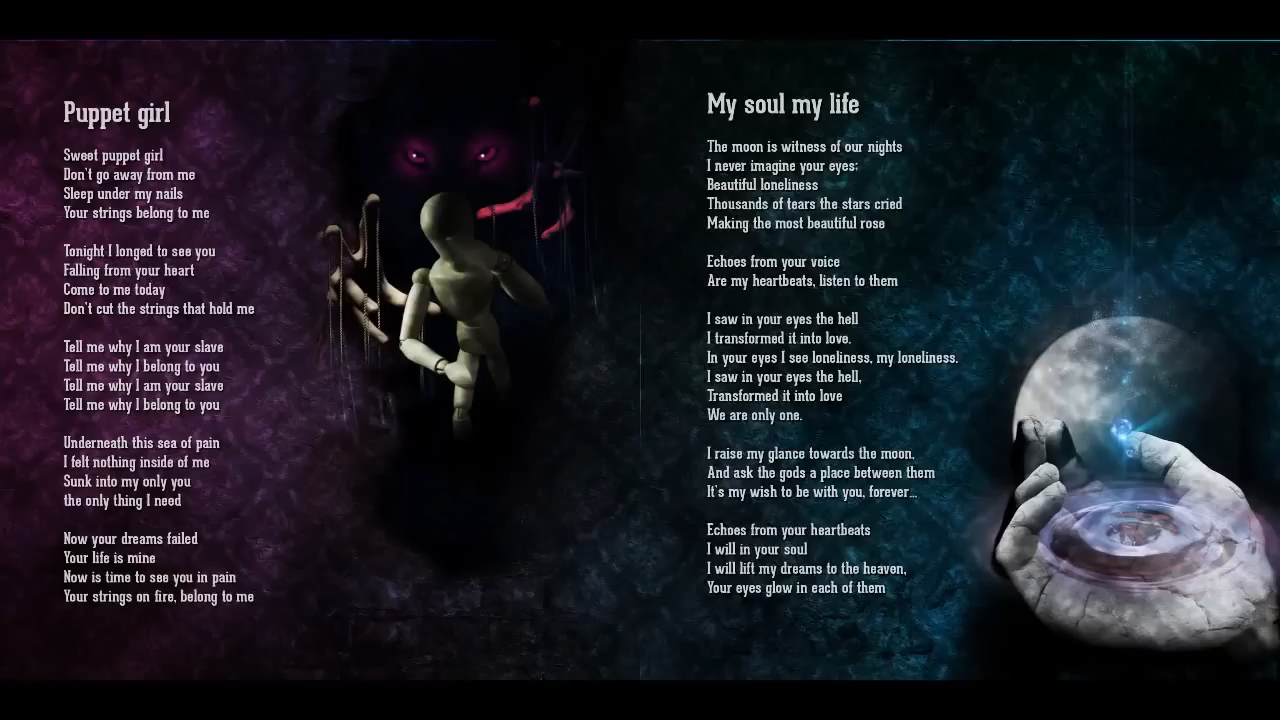 Puppet girl
Sweet puppet girl
Don't go away from me
Sleep under my nails
Your strings belong to me
Tonight I longed to see you
Falling from your heart
Come to me today
Don't cut the strings that hold me
Tell me why I am your slave
Tell me why I belong to you
Tell me why I am your slave
Tell me why I belong to you
Underneath this sea of pain
I felt nothing inside of me
Sunk into my only you
the only thing I need
Now your dreams failed
Your life is mine
Now is time to see you in pain
Your strings on fire, belong to me
My soul my life
The moon is witness of our nights
I never imagine your eyes;
Beautiful loneliness
Thousands of tears the stars cried
Making the most beautiful rose
Echoes from your voice
Are my heartbeats, listen to them
I saw in your eyes the hell
I transformed it into love.
In your eyes I see loneliness, my loneliness.
I saw in your eyes the hell,
Transformed it into love
We are only one.
I raise my glance towards the moon,
And ask the gods a place between them
It's my wish to be with you, forever...
Echoes from your heartbeats
I will in your soul
I will lift my dreams to the heaven,
Your eyes glow in each of them